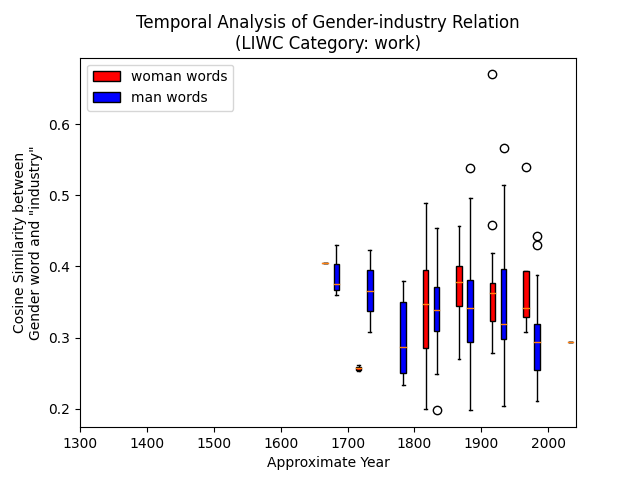 Temporal Analysis of Gender-industry Relation
(LIWC Category: work)
woman words
man words
0.6
0.5
0.4
0.3
0.2
Cosine Similarity between
Gender word and "industry"
1300 1400 1500 1600 1700 1800 1900 2000
Approximate Year